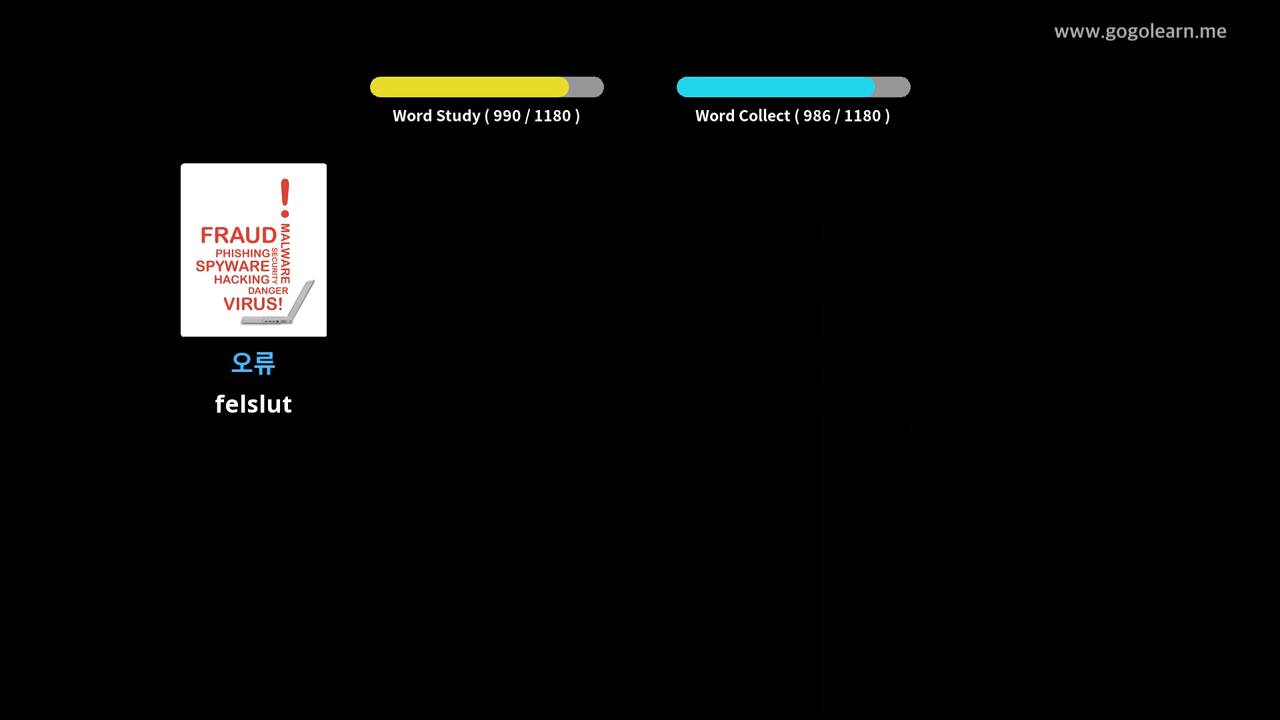 www.gogolearn.me
Word Study ( 990 / 1180 )
Word Collect ( 986 / 1180 )
!
FRAUD
MALWARE
PHISHING
SECURITY
SPYWARE
HACKING
DANGER
VIRUS!
오류
felslut